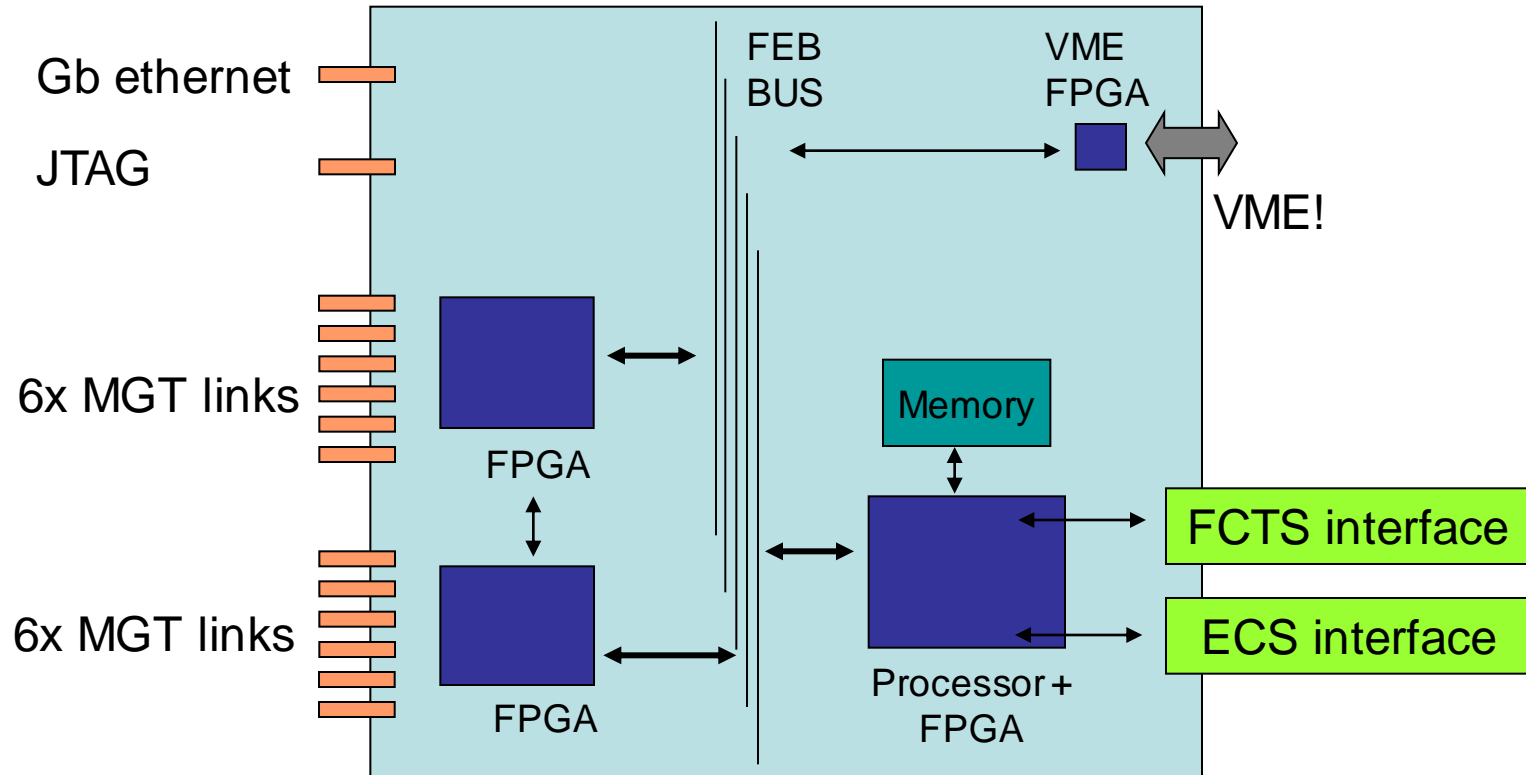 Gb ethernet
JTAG
6x MGT links
6x MGT links
FEB
BUS
VME
FPGA
VME!
FPGA
FPGA
Memory
Processor+
FPGA
FCTS interface
ECS interface